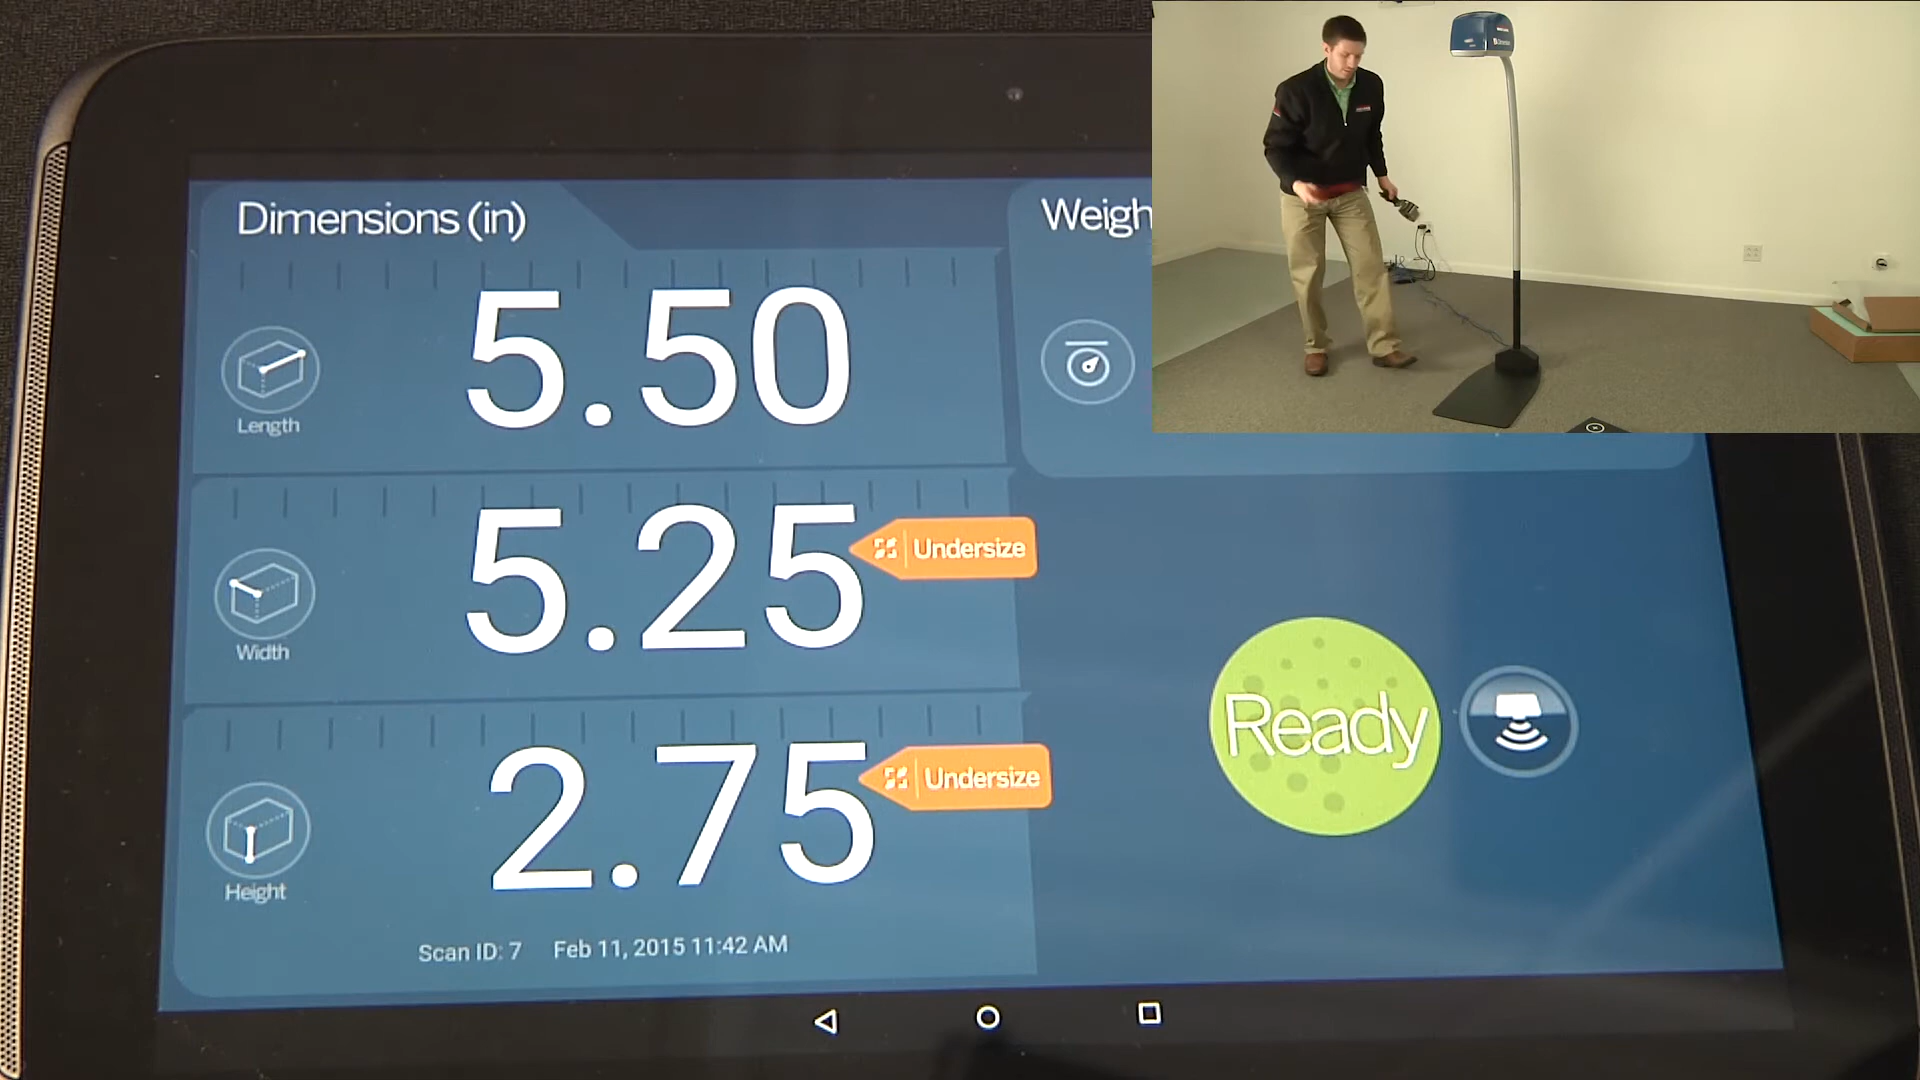 Dimensions (in)
Weigh
5.50
Length
5.25
Undersize
Width
2.75
Undersize
Height
Ready
Scan ID: 7 Feb 11, 2015 11:42 AM